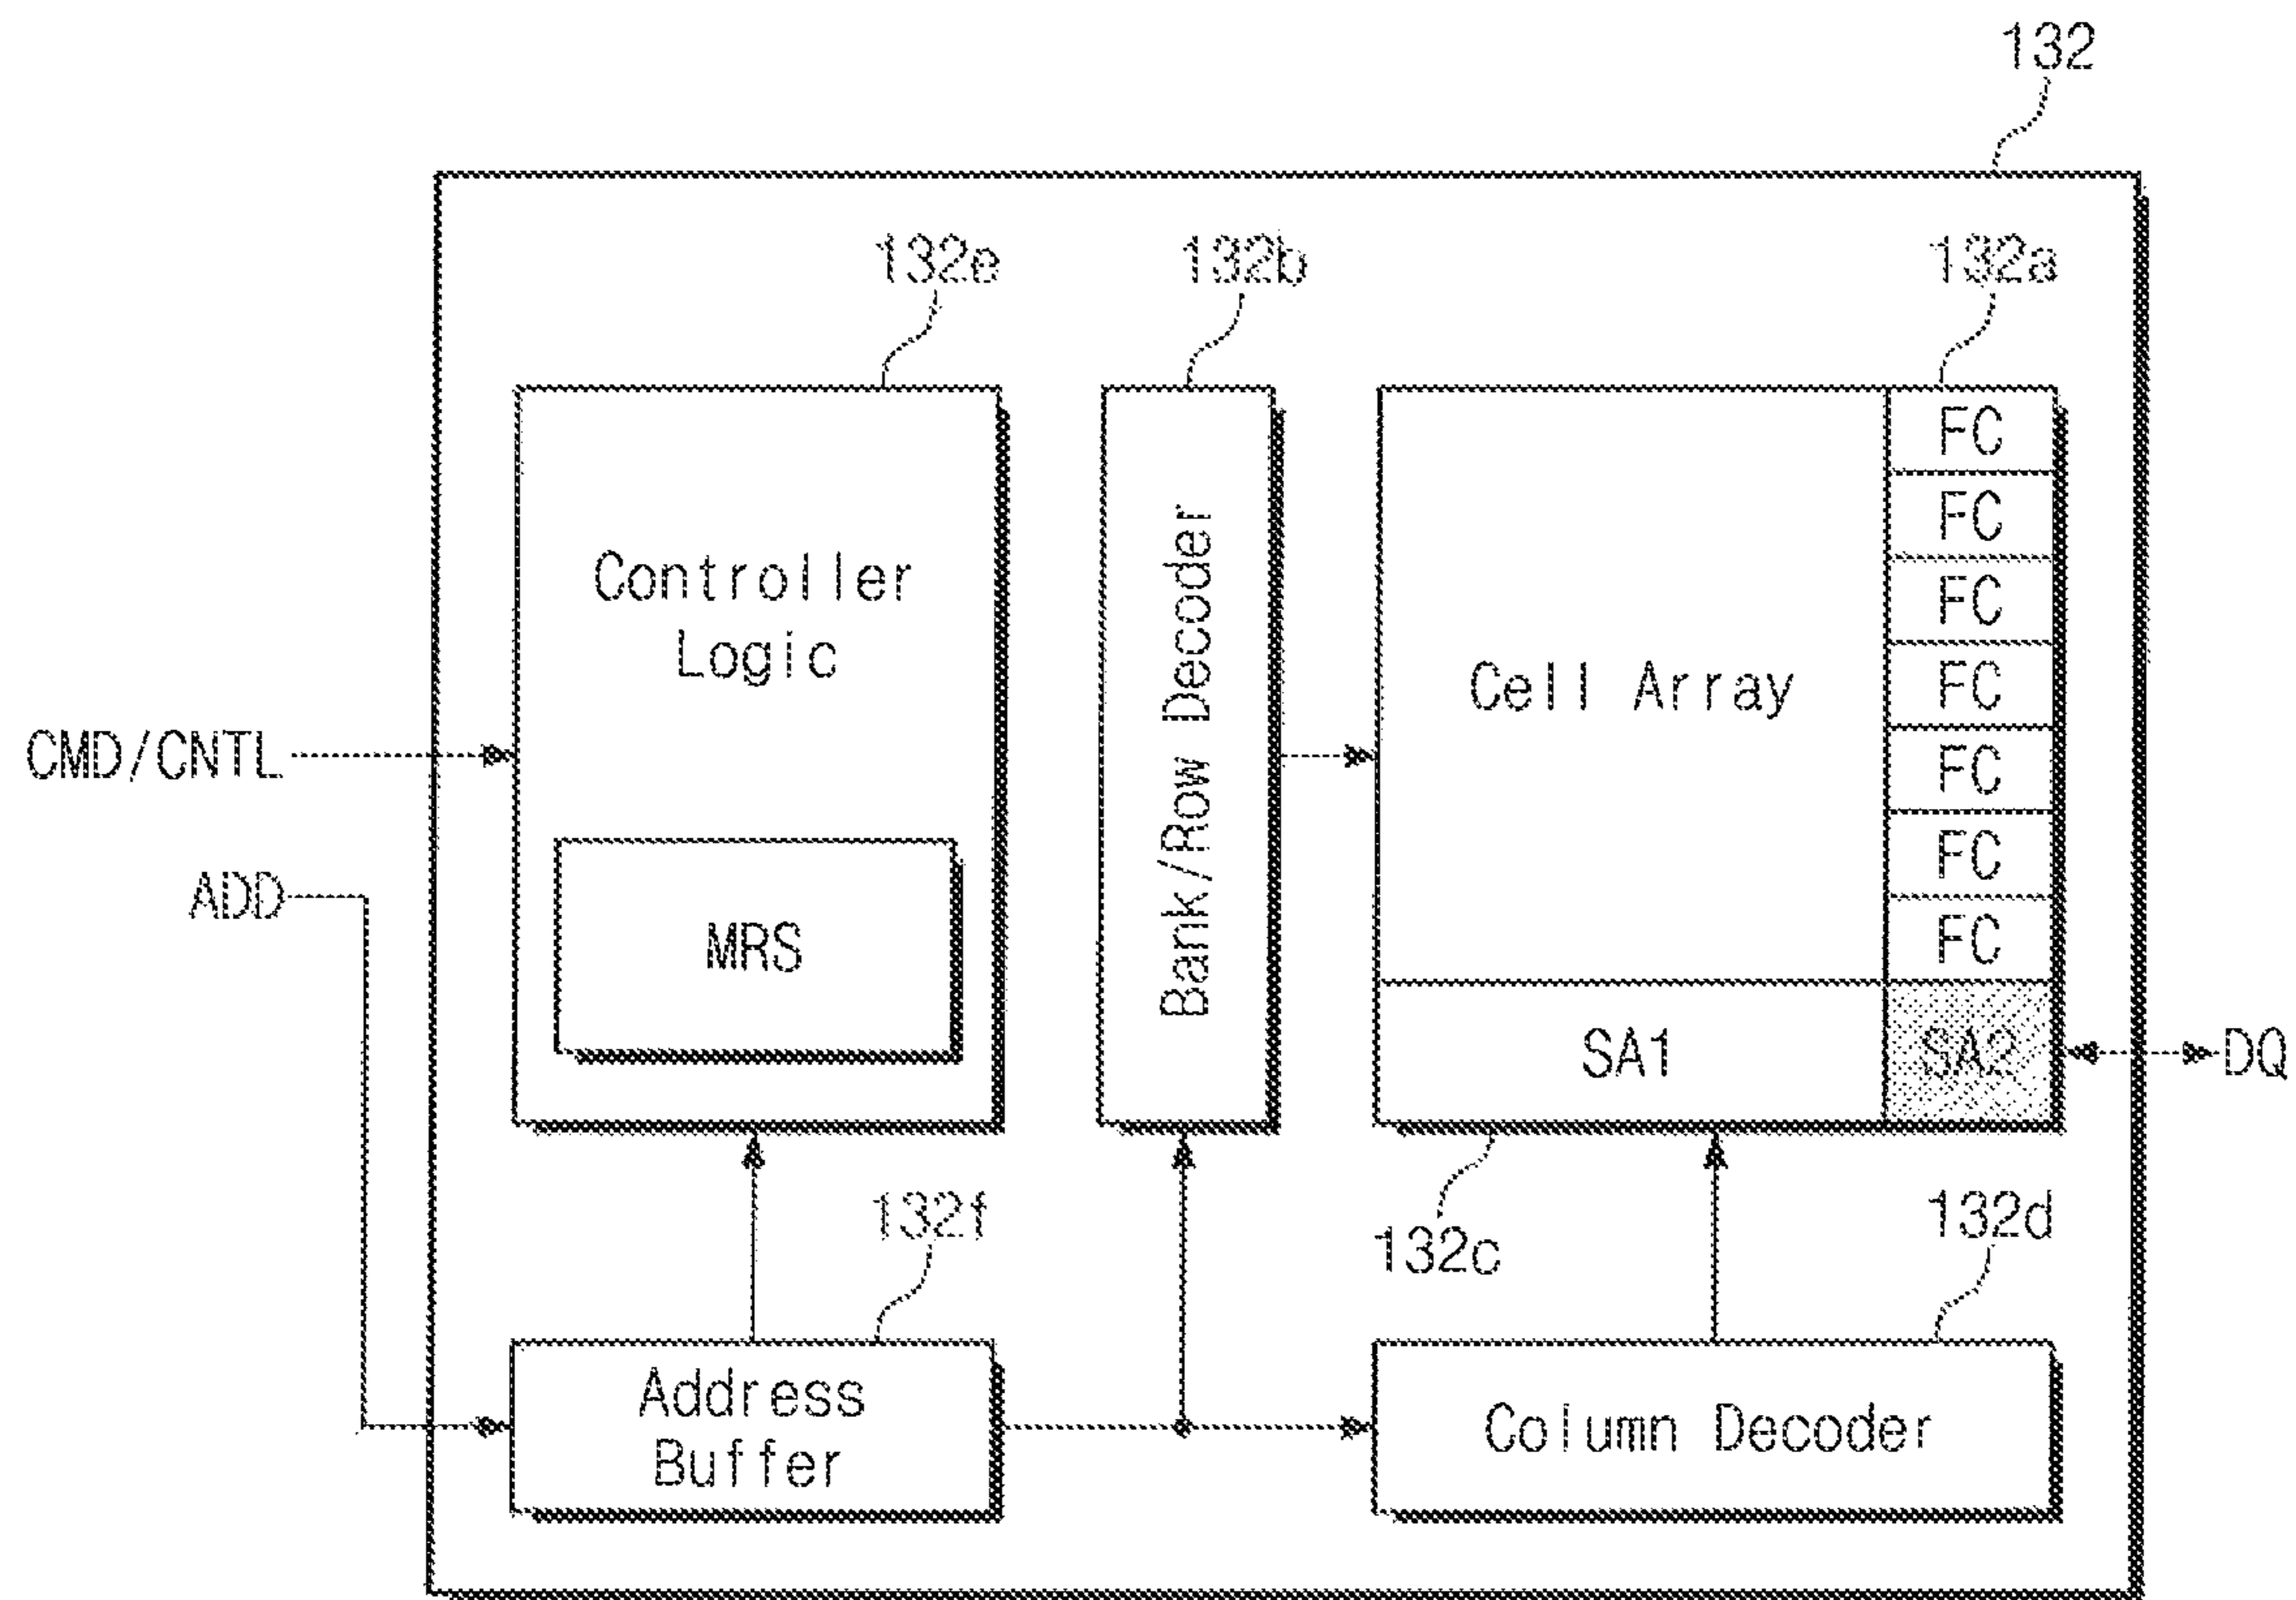 132
132e
132b
132a
Controller
Logic
MRS
CMD/CNTL
ADD
Bank/Row Decoder
Cell Array
FC
FC
FC
FC
FC
FC
FC
SA1
SA2
DQ
132f
132c
132d
Address
Buffer
Column Decoder